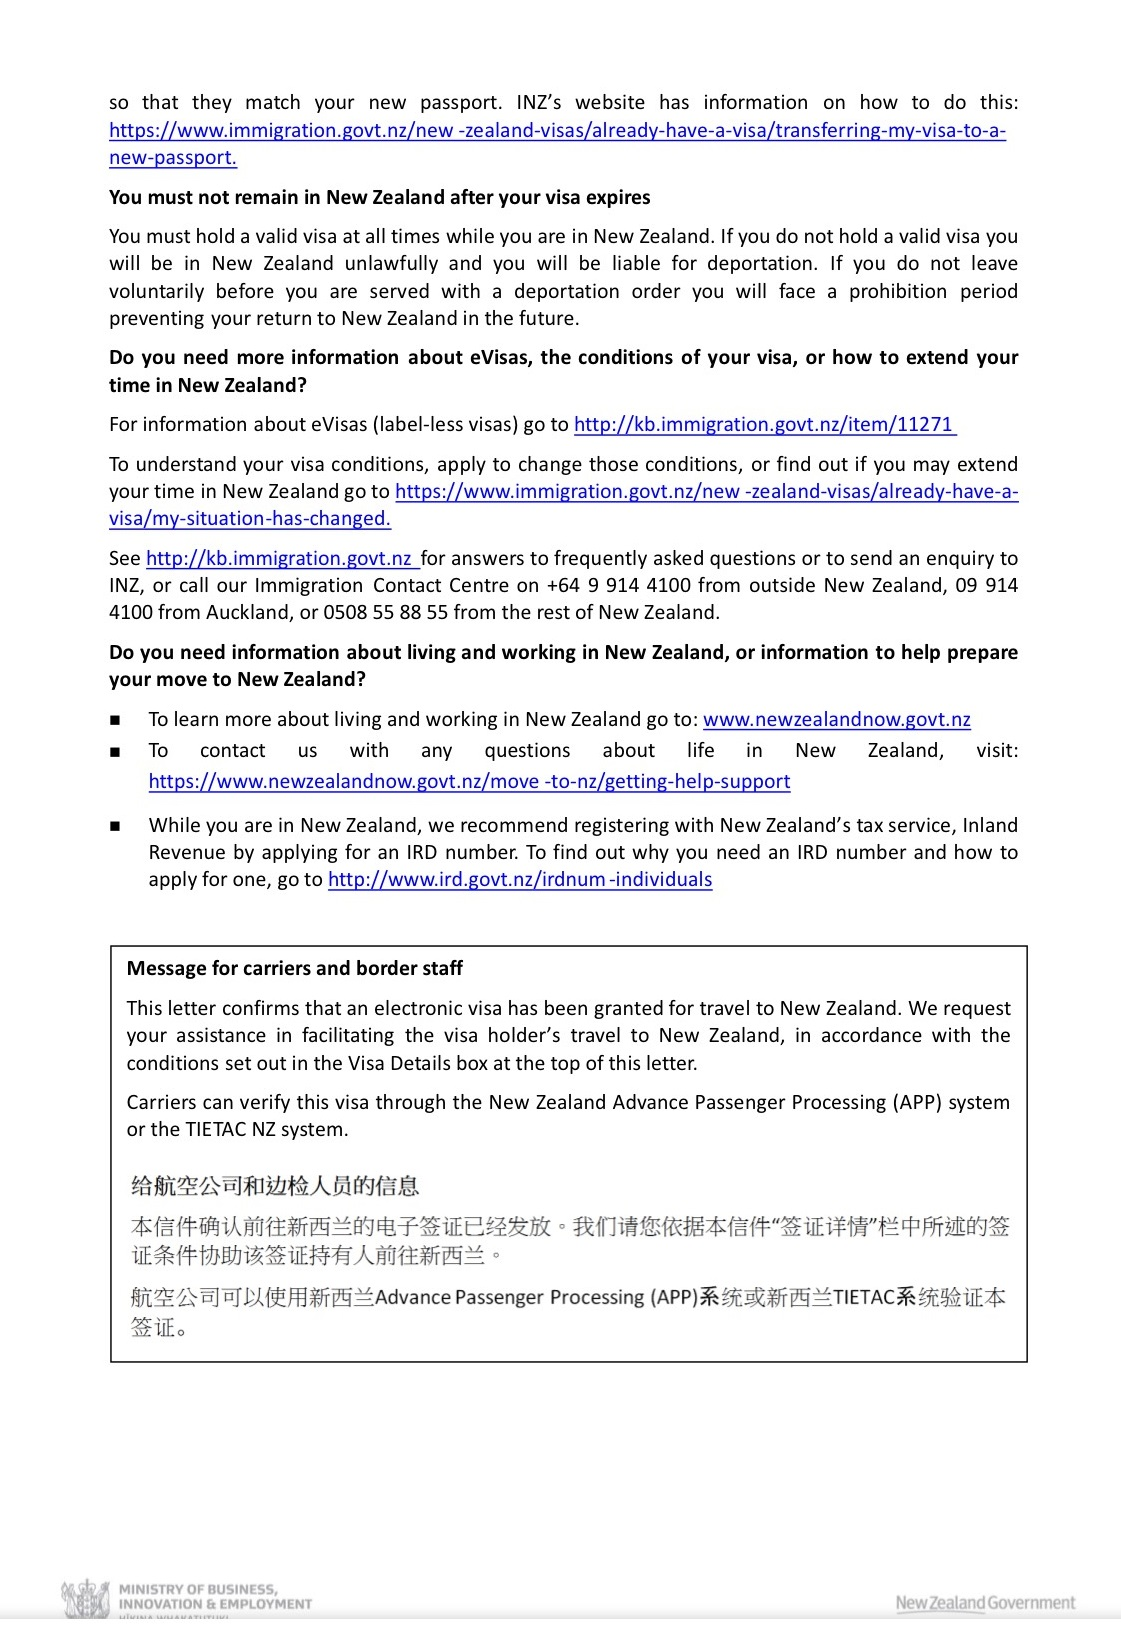 so that they match your new passport. INZ’s website has information on how to do this:
https://www.immigration.govt.nz/new -zealand-visas/already-have-a-visa/transferring-my-visa-to-a-
new-passport.
You must not remain in New Zealand after your visa expires
You must hold a valid visa at all times while you are in New Zealand. If you do not hold a valid visa you
will be in New Zealand unlawfully and you will be liable for deportation. If you do not leave
voluntarily before you are served with a deportation order you will face a prohibition period
preventing your return to New Zealand in the future.
Do you need more information about eVisas, the conditions of your visa, or how to extend your
time in New Zealand?
For information about eVisas (label-less visas) go to http://kb.immigration.govt.nz/item/11271
To understand your visa conditions, apply to change those conditions, or find out if you may extend
your time in New Zealand go to https://www.immigration.govt.nz/new -zealand-visas/already-have-a-
visa/my-situation-has-changed.
See http://kb.immigration.govt.nz for answers to frequently asked questions or to send an enquiry to
INZ, or call our Immigration Contact Centre on +64 9 914 4100 from outside New Zealand, 09 914
4100 from Auckland, or 0508 55 88 55 from the rest of New Zealand.
Do you need information about living and working in New Zealand, or information to help prepare
your move to New Zealand?
■ To learn more about living and working in New Zealand go to: www.newzealandnow.govt.nz
■ To contact us with any questions about life in New Zealand, visit:
https://www.newzealandnow.govt.nz/move -to-nz/getting-help-support
■ While you are in New Zealand, we recommend registering with New Zealand’s tax service, Inland
Revenue by applying for an IRD number. To find out why you need an IRD number and how to
apply for one, go to http://www.ird.govt.nz/irdnum -individuals
Message for carriers and border staff
This letter confirms that an electronic visa has been granted for travel to New Zealand. We request
your assistance in facilitating the visa holder’s travel to New Zealand, in accordance with the
conditions set out in the Visa Details box at the top of this letter.
Carriers can verify this visa through the New Zealand Advance Passenger Processing (APP) system
or the TIETAC NZ system.
给航空公司和边检人员的信息
本信件确认前往新西兰的电子签证已经发放。我们请您依据本信件“签证详情”栏中所述的签
证条件协助该签证持有人前往新西兰。
航空公司可以使用新西兰Advance Passenger Processing (APP)系统或新西兰TIETAC系统验证本
签证。
MINISTRY OF BUSINESS,
INNOVATION & EMPLOYMENT
HĪKINA WHAKATUTUKI
New Zealand Government